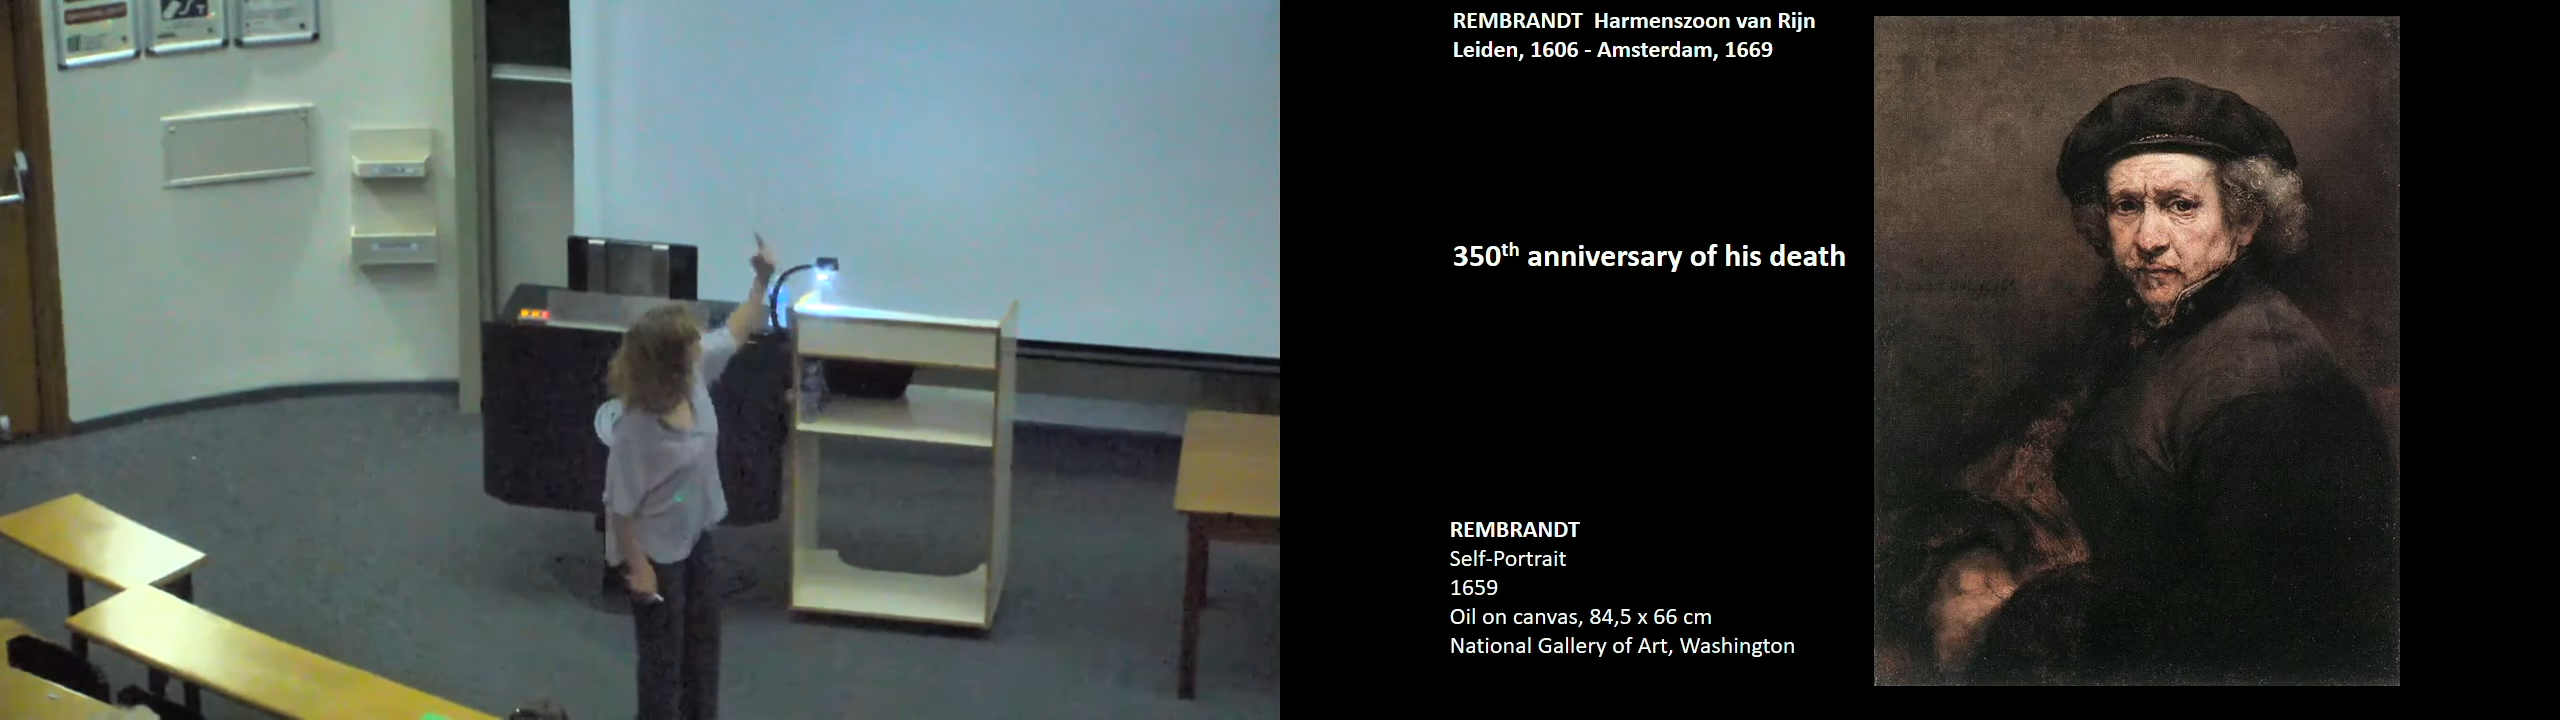 REMBRANDT Harmenszoon van Rijn
Leiden, 1606 - Amsterdam, 1669
350th anniversary of his death
REMBRANDT
Self-Portrait
1659
Oil on canvas, 84,5 x 66 cm
National Gallery of Art, Washington